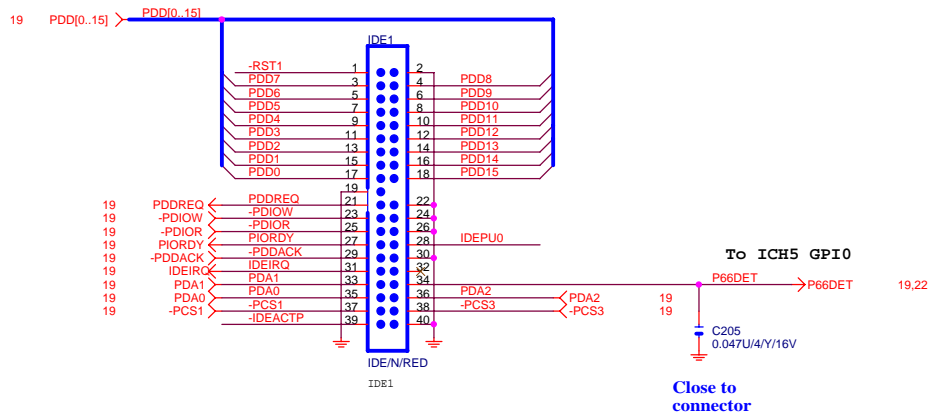 19 PDD[0..15] PDD[0..15]
IDE1
-RST1 1 2
PDD7 3 4 PDD8
PDD6 5 6 PDD9
PDD5 7 8 PDD10
PDD4 9 10 PDD11
PDD3 11 12 PDD12
PDD2 13 14 PDD13
PDD1 15 16 PDD14
PDD0 17 18 PDD15
19
19 PDDREQ PDDREQ 21 22
19 -PDIOW -PDIOW 23 24
19 -PDIOR -PDIOR 25 26
19 PIORDY PIORDY 27 28 IDEPU0
19 -PDDACK -PDDACK 29 30
19 IDEIRQ IDEIRQ 31 32
To ICH5 GPI0
19 PDA1 PDA1 33 34 P66DET P66DET 19,22
19 PDA0 PDA0 35 36 PDA2 PDA2 19
19 -PCS1 -PCS1 37 38 -PCS3 -PCS3 19
-IDEACTP 39 40
C205
0.047U/4/Y/16V
IDE/N/RED
IDE1
Close to
connector